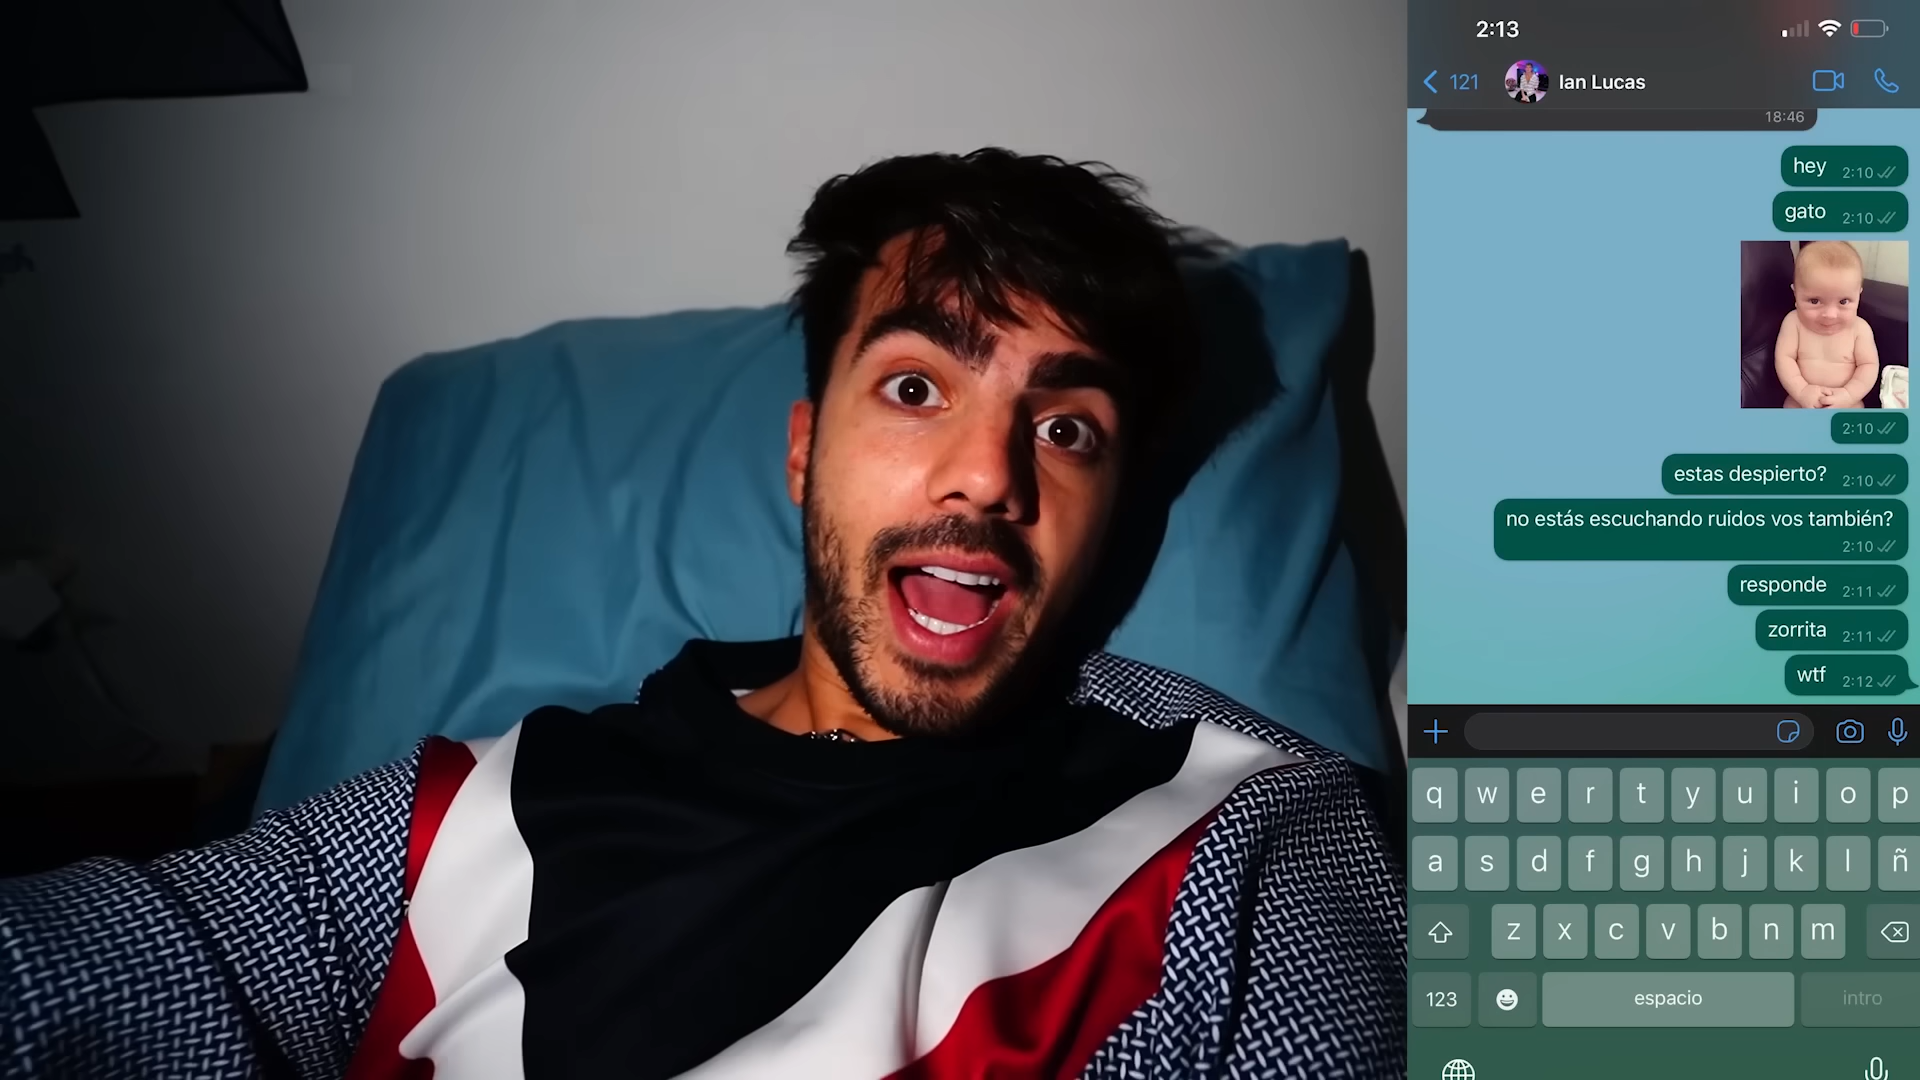 2:13
121
Ian Lucas
18:46
hey 2:10
gato 2:10
2:10
estas despierto? 2:10
no estás escuchando ruidos vos también?
2:10
responde 2:11
zorrita 2:11
wtf 2:12
q w e r t y u i o p
a s d f g h j k l ñ
z x c v b n m
123 espacio intro